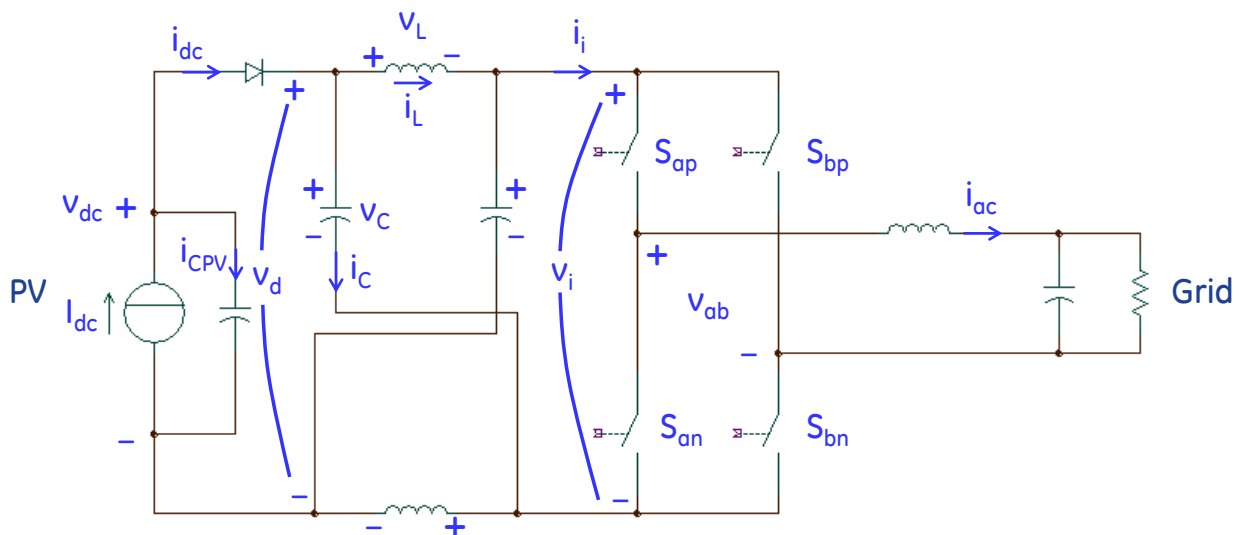 i_dc
+ v_L −
i_i
i_L
+
+
S_ap
S_bp
v_dc +
+
v_C
−
+
−
i_ac
i_CPV
v_d
i_C
v_i
+
PV
I_dc
v_ab
Grid
−
−
S_an
S_bn
−
−
− +